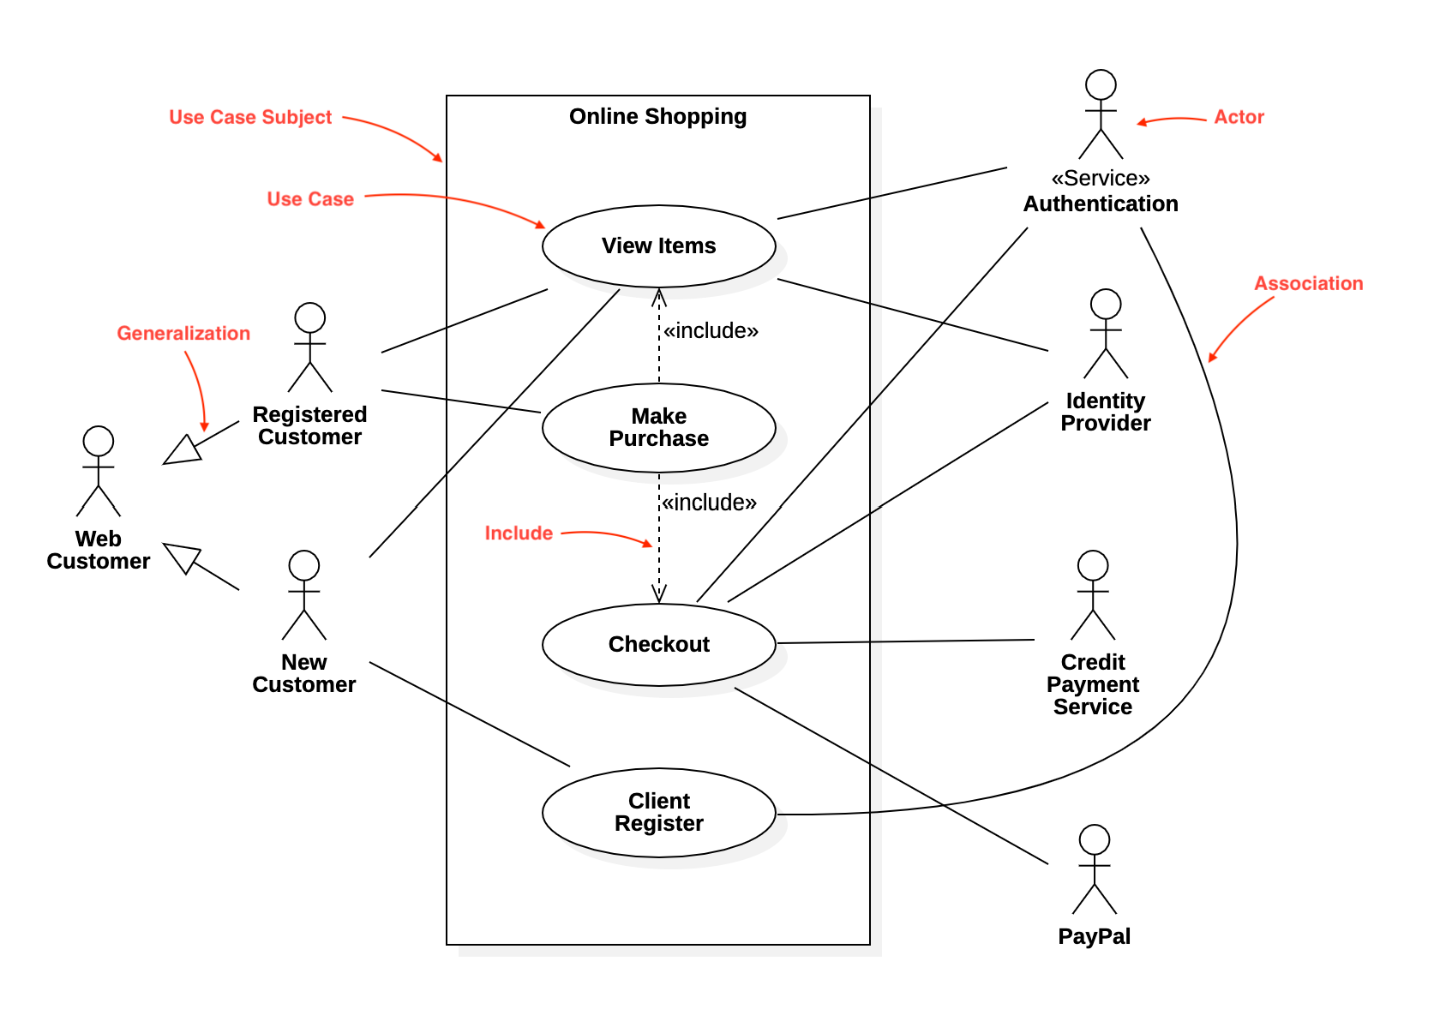 Online Shopping
Use Case Subject
Actor
«Service»
Authentication
Use Case
View Items
Association
Generalization
«include»
Registered
Customer
Make
Purchase
Identity
Provider
«include»
Include
Web
Customer
Checkout
New
Customer
Credit
Payment
Service
Client
Register
PayPal